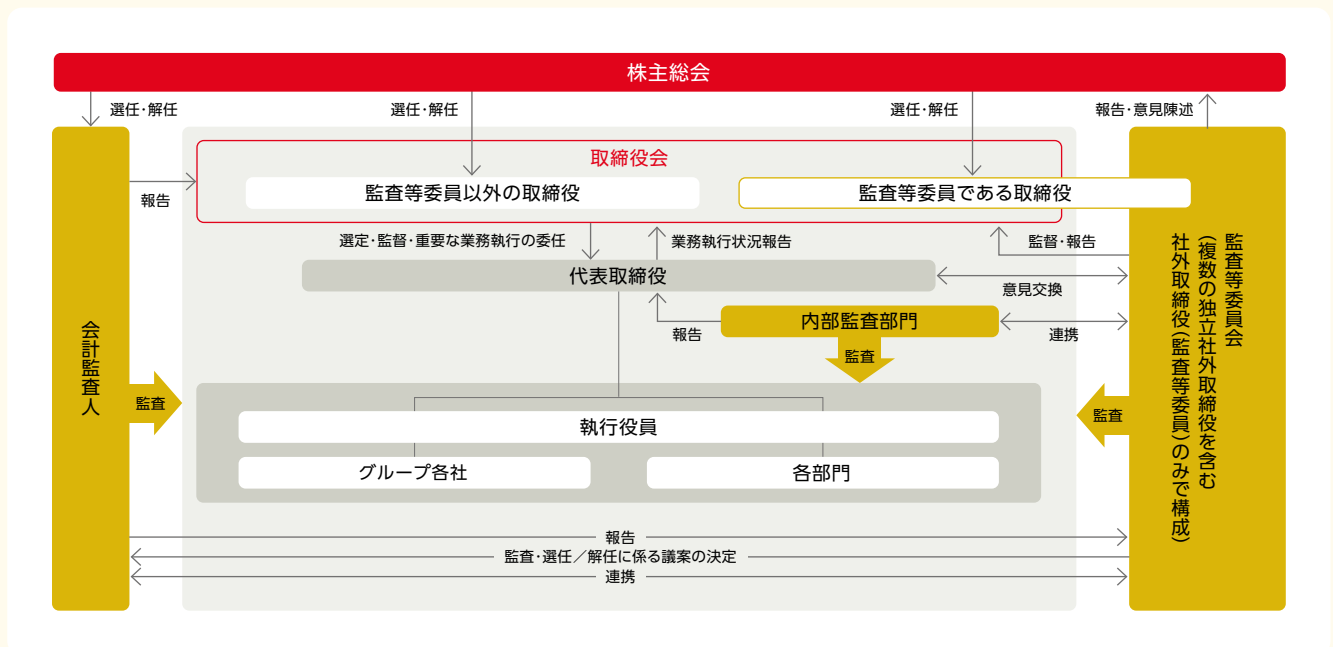 株主総会
選任・解任
選任・解任
選任・解任
報告・意見陳述
取締役会
監査等委員以外の取締役
監査等委員である取締役
報告
選定・監督・重要な業務執行の委任
業務執行状況報告
監督・報告
代表取締役
意見交換
内部監査部門
報告
連携
監査
会計監査人
監査
執行役員
グループ各社
各部門
監査
監査等委員会
(複数の独立社外取締役を含む
社外取締役(監査等委員)のみで構成)
報告
監査・選任／解任に係る議案の決定
連携